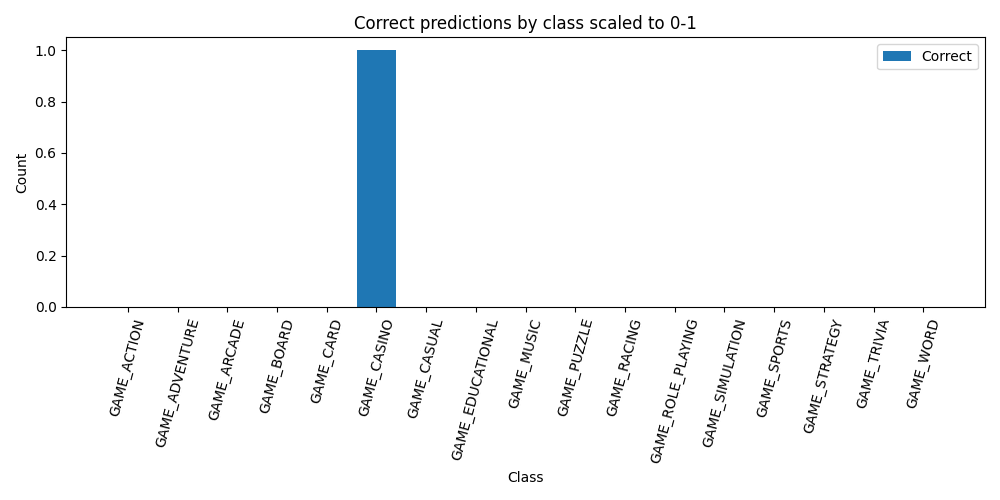 Correct predictions by class scaled to 0-1
Correct
Count
1.0
0.8
0.6
0.4
0.2
0.0
GAME_ACTION
GAME_ADVENTURE
GAME_ARCADE
GAME_BOARD
GAME_CARD
GAME_CASINO
GAME_CASUAL
GAME_EDUCATIONAL
GAME_MUSIC
GAME_PUZZLE
GAME_RACING
GAME_ROLE_PLAYING
GAME_SIMULATION
GAME_SPORTS
GAME_STRATEGY
GAME_TRIVIA
GAME_WORD
Class